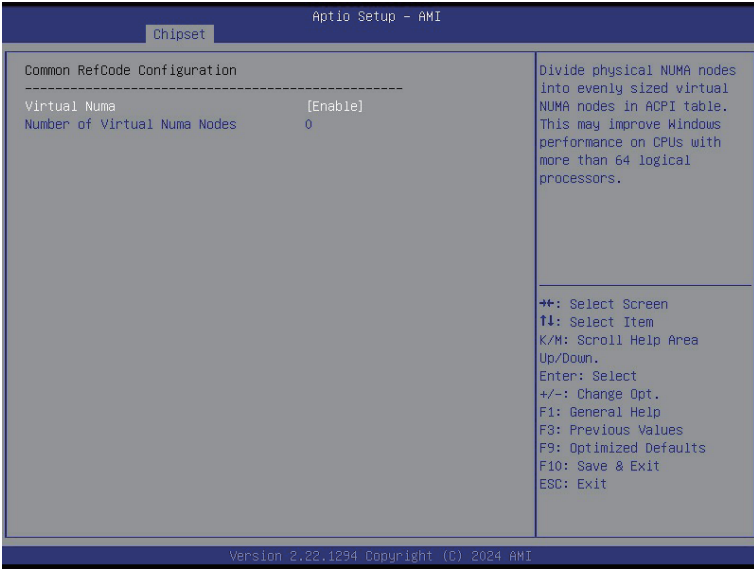 Aptio Setup – AMI
Chipset
Common RefCode Configuration
--------------------------------------------------
Virtual Numa [Enable]
Number of Virtual Numa Nodes 0
Divide physical NUMA nodes
into evenly sized virtual
NUMA nodes in ACPI table.
This may improve Windows
performance on CPUs with
more than 64 logical
processors.
→←: Select Screen
↑↓: Select Item
K/M: Scroll Help Area
Up/Down.
Enter: Select
+/-: Change Opt.
F1: General Help
F3: Previous Values
F9: Optimized Defaults
F10: Save & Exit
ESC: Exit
Version 2.22.1294 Copyright (C) 2024 AMI